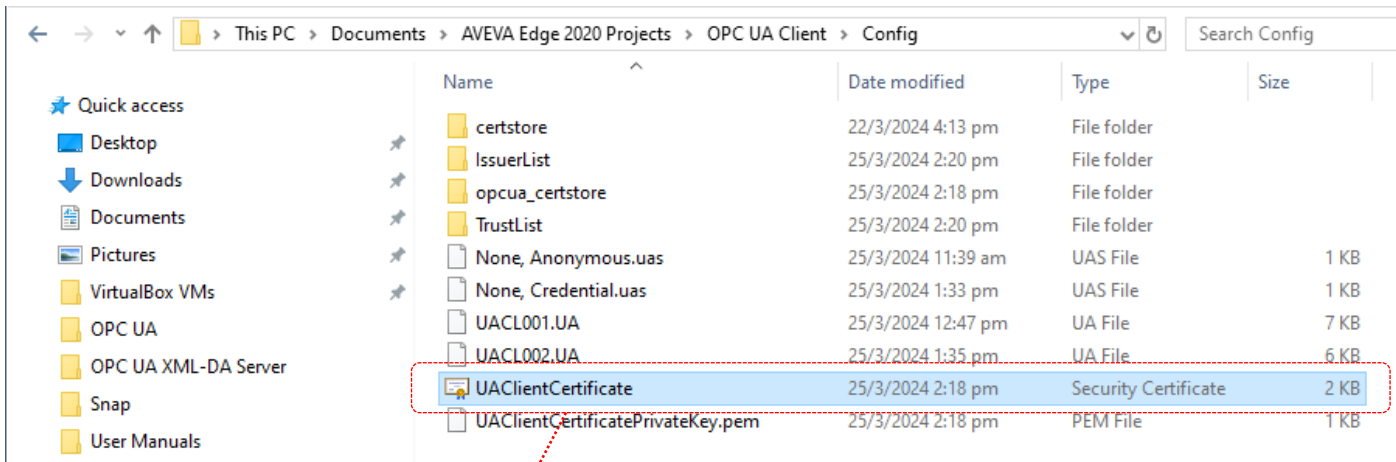 This PC > Documents > AVEVA Edge 2020 Projects > OPC UA Client > Config Search Config
Name Date modified Type Size
Quick access
Desktop
Downloads
Documents
Pictures
VirtualBox VMs
OPC UA
OPC UA XML-DA Server
Snap
User Manuals
certstore 22/3/2024 4:13 pm File folder
IssuerList 25/3/2024 2:20 pm File folder
opcua_certstore 25/3/2024 2:18 pm File folder
TrustList 25/3/2024 2:20 pm File folder
None, Anonymous.uas 25/3/2024 11:39 am UAS File 1 KB
None, Credential.uas 25/3/2024 1:33 pm UAS File 1 KB
UACL001.UA 25/3/2024 12:47 pm UA File 7 KB
UACL002.UA 25/3/2024 1:35 pm UA File 6 KB
UAClientCertificate 25/3/2024 2:18 pm Security Certificate 2 KB
UAClientCertificatePrivateKey.pem 25/3/2024 2:18 pm PEM File 1 KB